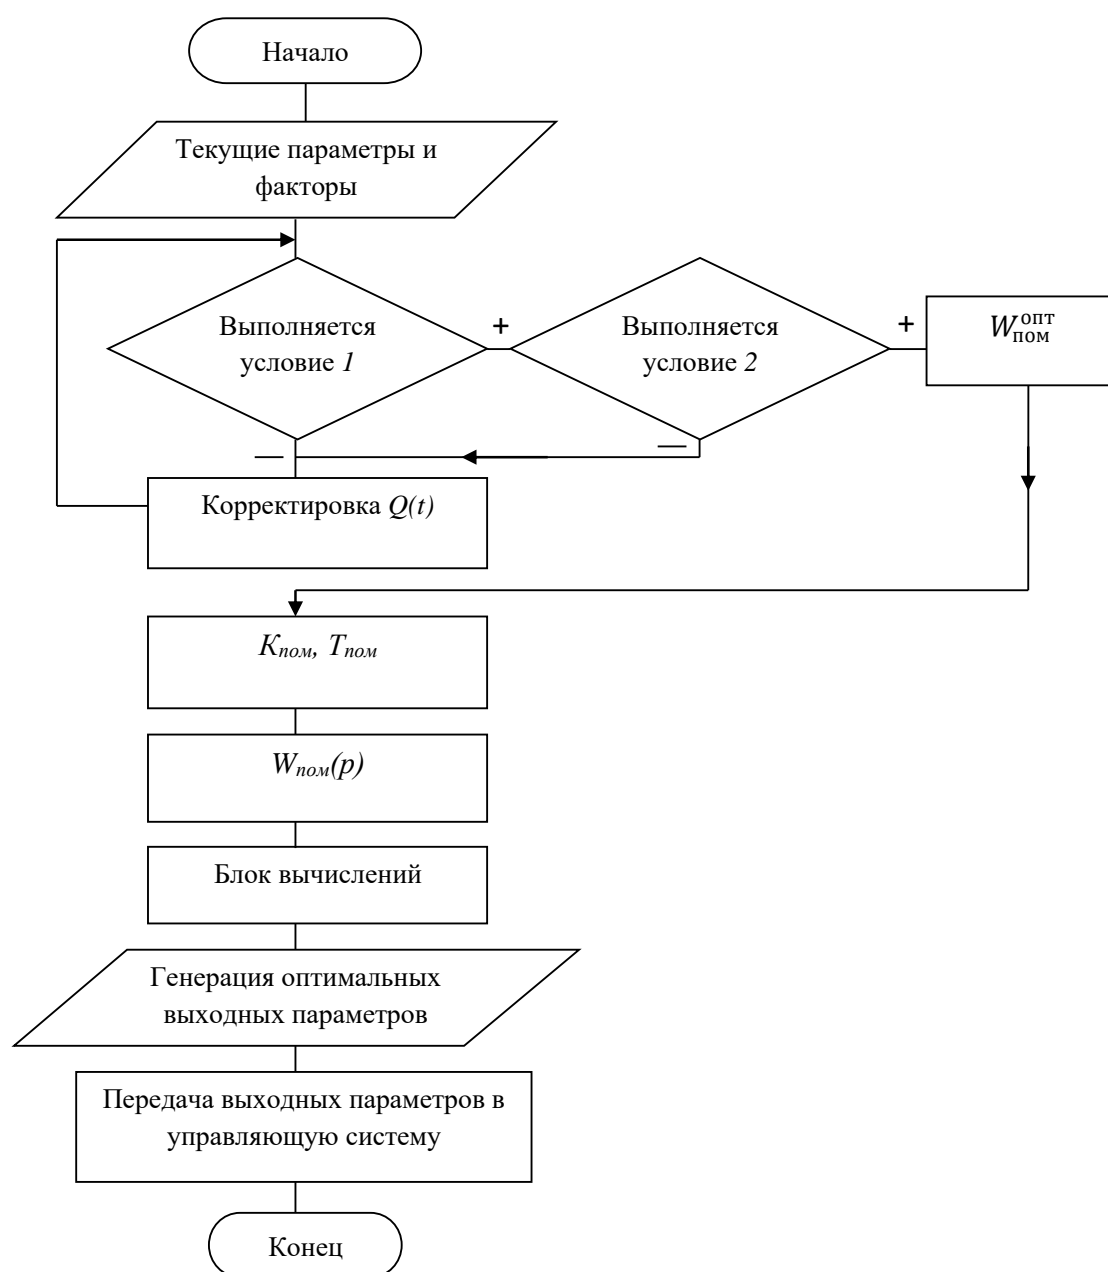 Начало
Текущие параметры и
факторы
Выполняется
условие 1
+
Выполняется
условие 2
+
W_пом^опт
—
—
Корректировка Q(t)
K_пом, T_пом
W_пом(p)
Блок вычислений
Генерация оптимальных
выходных параметров
Передача выходных параметров в
управляющую систему
Конец